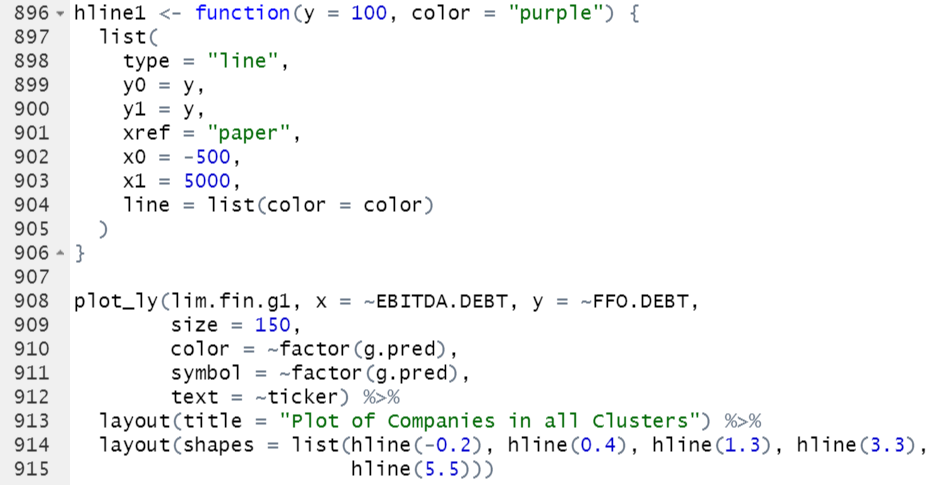 896 hline1 <- function(y = 100, color = "purple") {
897   list(
898     type = "line",
899     y0 = y,
900     y1 = y,
901     xref = "paper",
902     x0 = -500,
903     x1 = 5000,
904     line = list(color = color)
905   )
906 }
907
908 plot_ly(lim.fin.g1, x = ~EBITDA.DEBT, y = ~FFO.DEBT,
909         size = 150,
910         color = ~factor(g.pred),
911         symbol = ~factor(g.pred),
912         text = ~ticker) %>%
913   layout(title = "Plot of Companies in all Clusters") %>%
914   layout(shapes = list(hline(-0.2), hline(0.4), hline(1.3), hline(3.3),
915                        hline(5.5)))